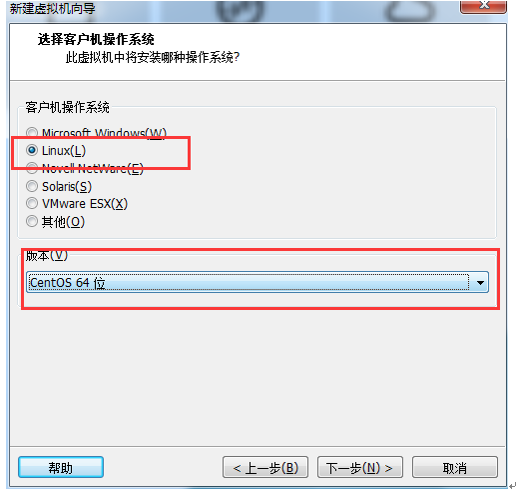 新建虚拟机向导
选择客户机操作系统
此虚拟机中将安装哪种操作系统?
客户机操作系统
Microsoft Windows(W)
Linux(L)
Novell NetWare(E)
Solaris(S)
VMware ESX(X)
其他(O)
版本(V)
CentOS 64 位
帮助
< 上一步(B)
下一步(N) >
取消